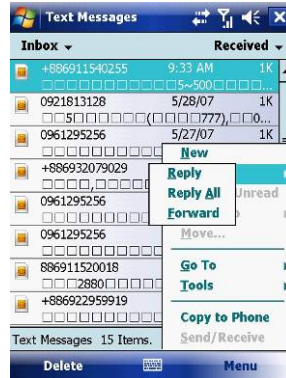 Text Messages
Inbox Received
+886911540255 9:33 AM 1K
□□□□□□□□□□□5~500□□□□
0921813128 5/28/07 1K
□□5□□□□□□(□□□□777),□□0...
0961295256 5/27/07 1K
New
+886932079029
Reply
□□□□,□□□□□
Reply All Unread
0961295256
Forward
0961295256
Move...
886911520018
Go To
□□□2880□□□□
Tools
+886922959919
Copy to Phone
Text Messages 15 Items.
Send/Receive
Delete Menu